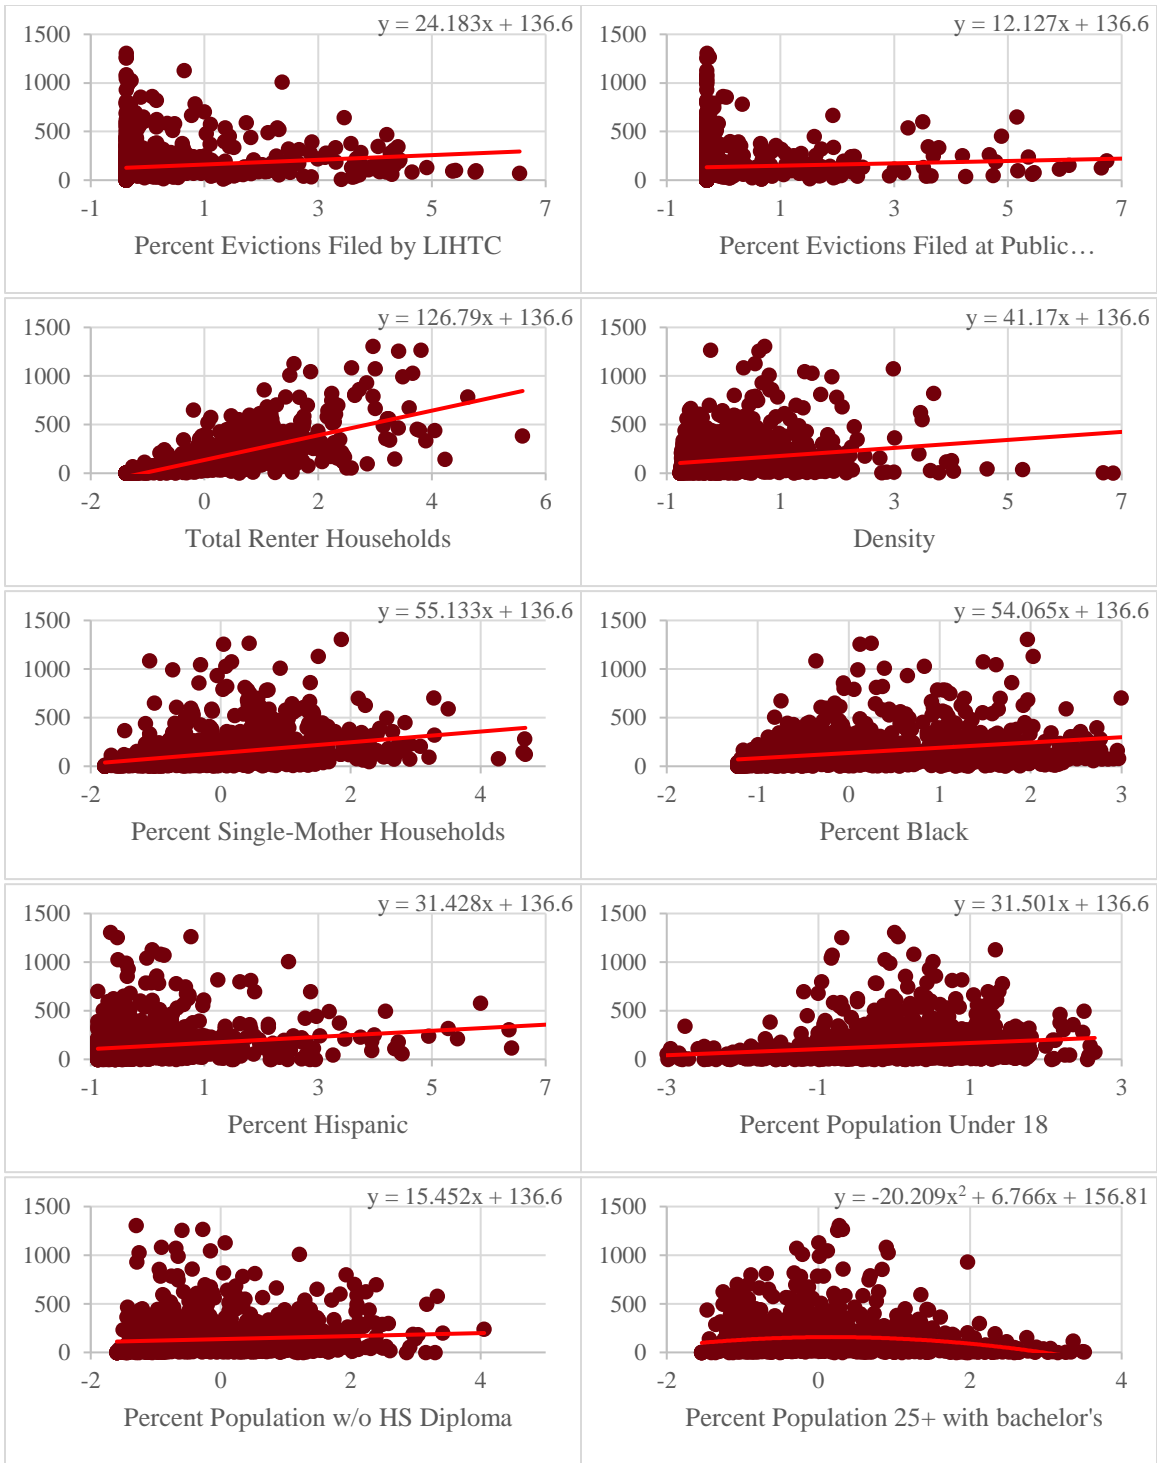 y = 24.183x + 136.6
1500
1000
500
0
-1 1 3 5 7
Percent Evictions Filed by LIHTC
y = 12.127x + 136.6
1500
1000
500
0
-1 1 3 5 7
Percent Evictions Filed at Public…
y = 126.79x + 136.6
1500
1000
500
0
-2 0 2 4 6
Total Renter Households
y = 41.17x + 136.6
1500
1000
500
0
-1 1 3 5 7
Density
y = 55.133x + 136.6
1500
1000
500
0
-2 0 2 4
Percent Single-Mother Households
y = 54.065x + 136.6
1500
1000
500
0
-2 -1 0 1 2 3
Percent Black
y = 31.428x + 136.6
1500
1000
500
0
-1 1 3 5 7
Percent Hispanic
y = 31.501x + 136.6
1500
1000
500
0
-3 -1 1 3
Percent Population Under 18
y = 15.452x + 136.6
1500
1000
500
0
-2 0 2 4
Percent Population w/o HS Diploma
y = -20.209x² + 6.766x + 156.81
1500
1000
500
0
-2 0 2 4
Percent Population 25+ with bachelor's